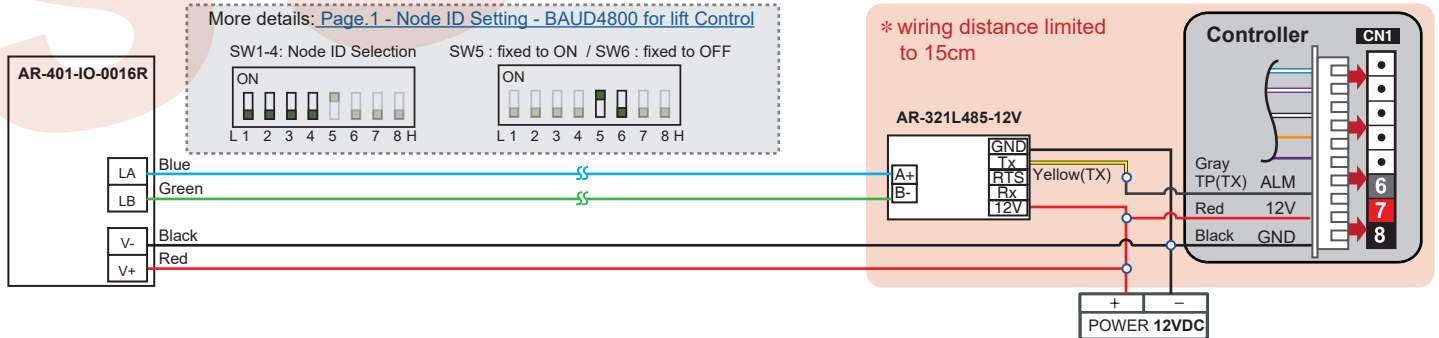 More details: Page.1 - Node ID Setting - BAUD4800 for lift Control
SW1-4: Node ID Selection
ON
L 1 2 3 4 5 6 7 8 H
SW5 : fixed to ON / SW6 : fixed to OFF
ON
L 1 2 3 4 5 6 7 8 H
AR-401-IO-0016R
LA
Blue
LB
Green
V-
Black
V+
Red
* wiring distance limited
to 15cm
AR-321L485-12V
A+
B-
GND
Tx
RTS
Rx
12V
Yellow(TX)
Controller
CN1
Gray
TP(TX) ALM
6
Red 12V
7
Black GND
8
+ −
POWER 12VDC